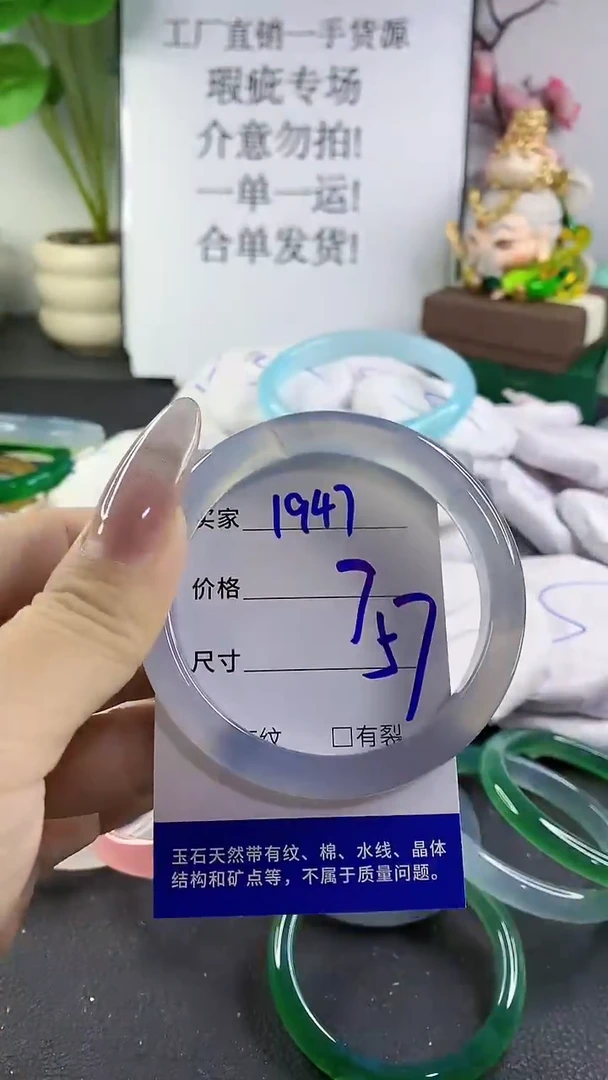 工厂直销一手货源
瑕疵专场
介意勿拍!
一单一运!
合单发货!
买家 1947
价格 7
尺寸 57
纹 □有裂
玉石天然带有纹、棉、水线、晶体
结构和矿点等，不属于质量问题。